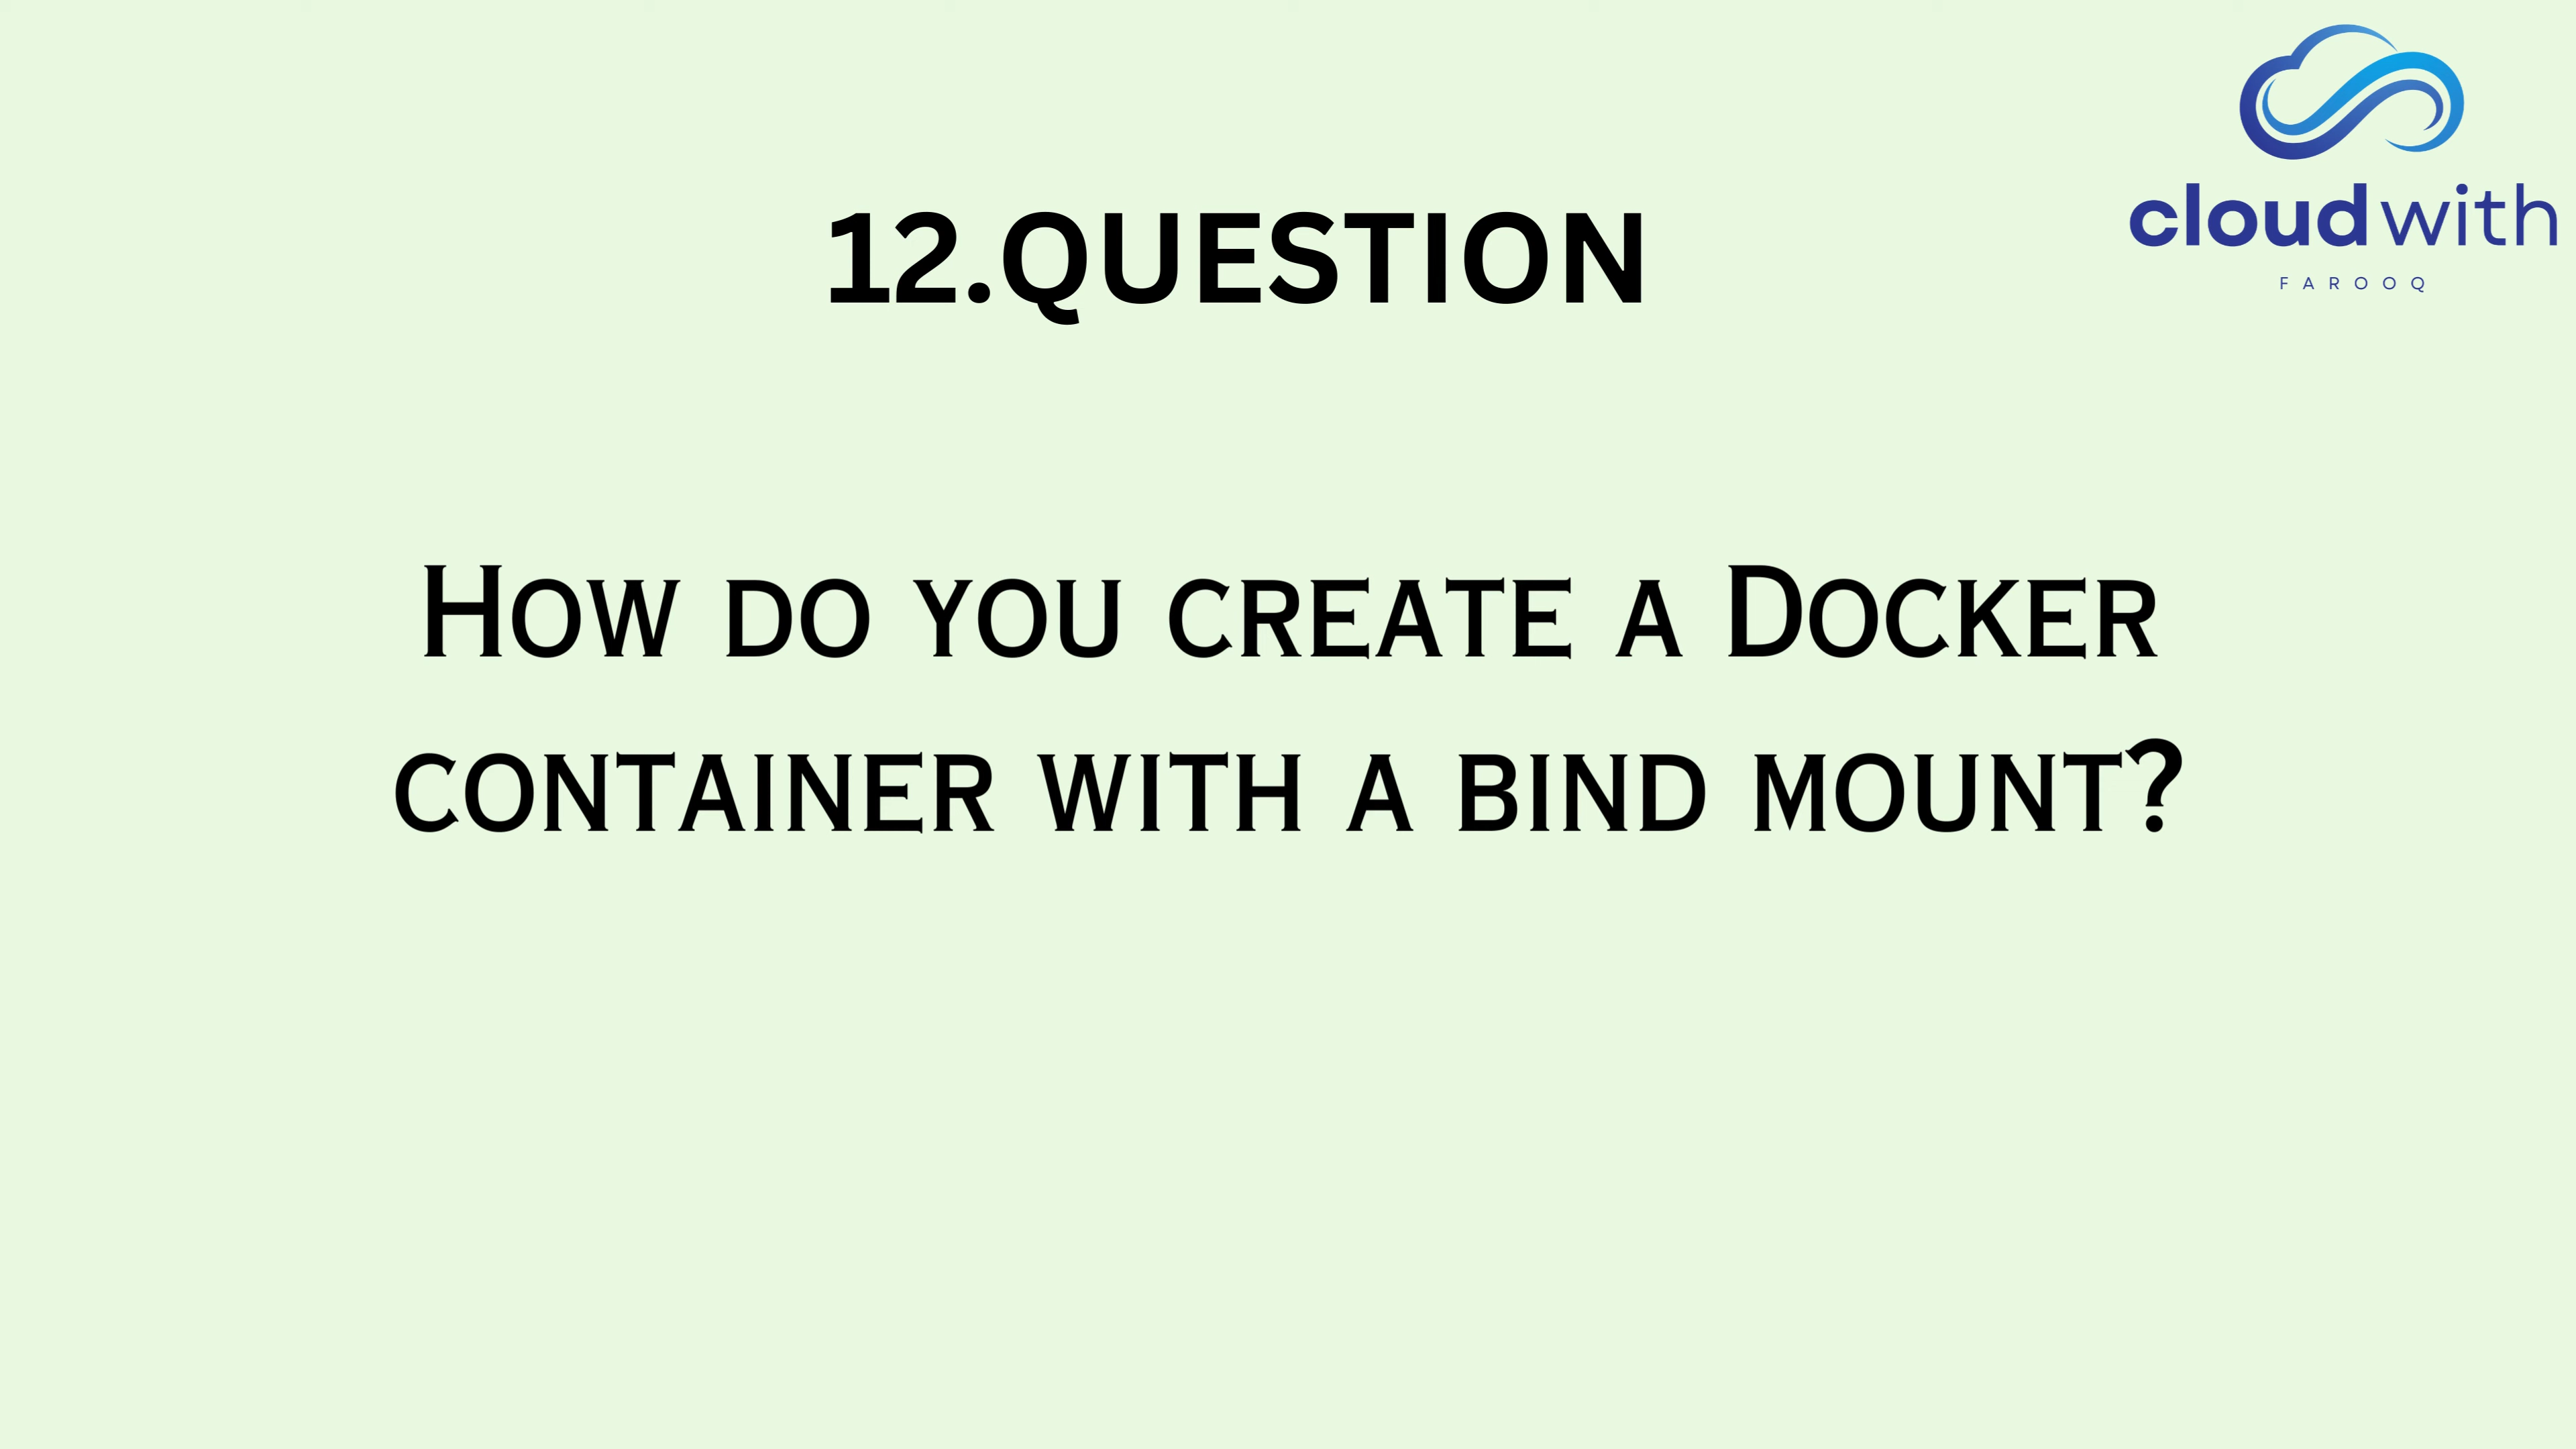 cloudwith
FAROOQ
12.QUESTION
How do you create a Docker
container with a bind mount?